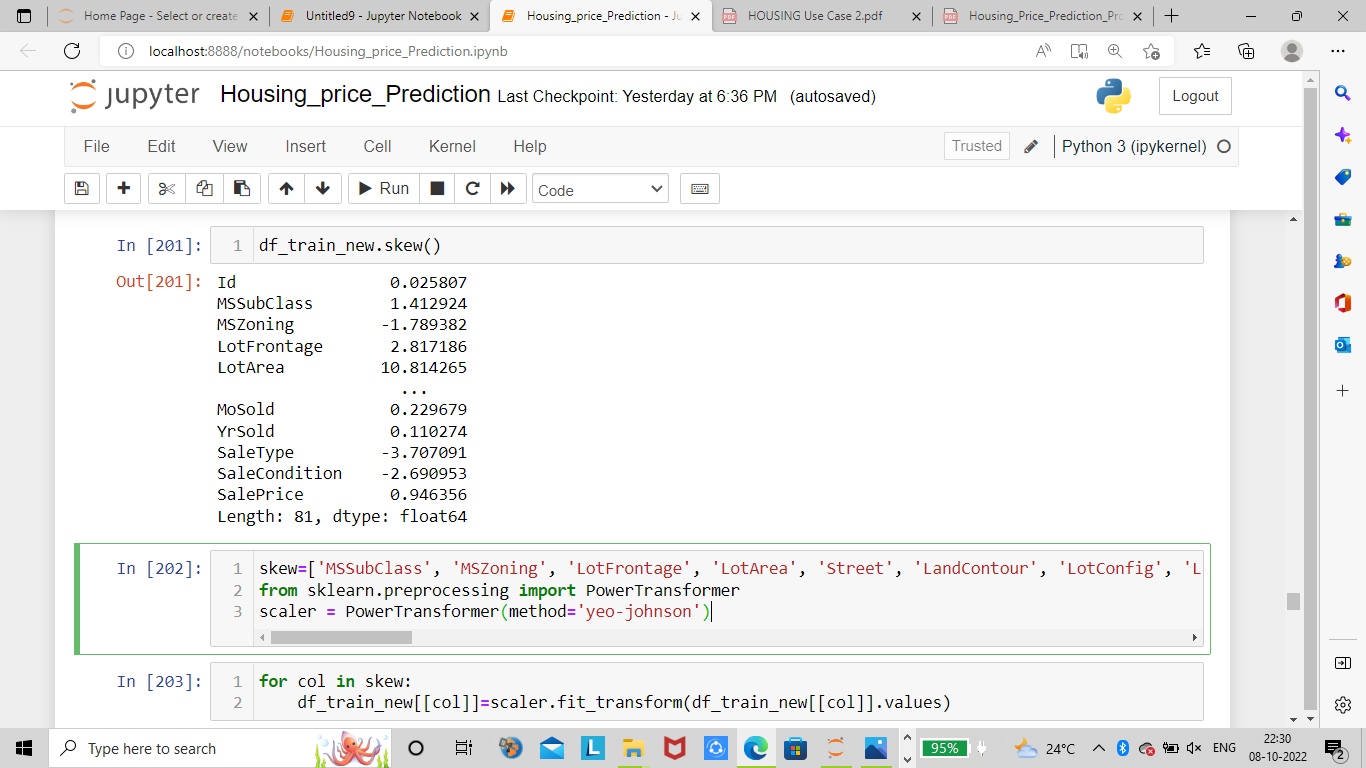 Home Page - Select or create
Untitled9 - Jupyter Notebook
Housing_price_Prediction - Ju
HOUSING Use Case 2.pdf
Housing_Price_Prediction_Pro
localhost:8888/notebooks/Housing_price_Prediction.ipynb
jupyter Housing_price_Prediction Last Checkpoint: Yesterday at 6:36 PM (autosaved)
Logout
File Edit View Insert Cell Kernel Help
Trusted
Python 3 (ipykernel)
Run
Code
In [201]: 1 df_train_new.skew()
Out[201]: Id 0.025807
MSSubClass 1.412924
MSZoning -1.789382
LotFrontage 2.817186
LotArea 10.814265
...
MoSold 0.229679
YrSold 0.110274
SaleType -3.707091
SaleCondition -2.690953
SalePrice 0.946356
Length: 81, dtype: float64
In [202]: 1 skew=['MSSubClass', 'MSZoning', 'LotFrontage', 'LotArea', 'Street', 'LandContour', 'LotConfig', 'L
2 from sklearn.preprocessing import PowerTransformer
3 scaler = PowerTransformer(method='yeo-johnson')
In [203]: 1 for col in skew:
2 df_train_new[[col]]=scaler.fit_transform(df_train_new[[col]].values)
Type here to search
95%
24°C
ENG
22:30
08-10-2022
2